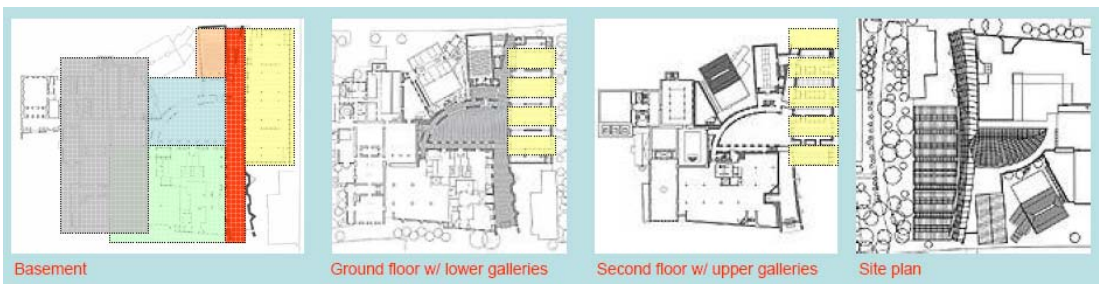 Basement
Ground floor w/ lower galleries
Second floor w/ upper galleries
Site plan